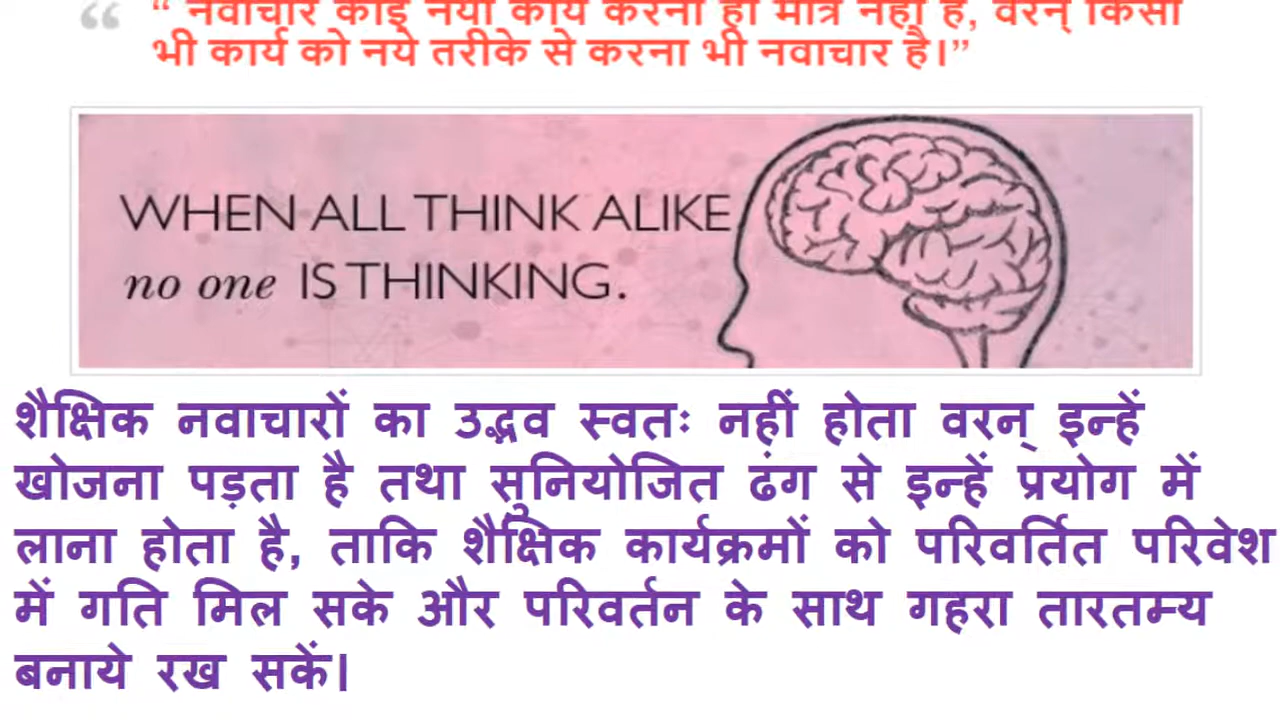 “ नवाचार कोई नया कार्य करना ही मात्र नहीं है, वरन् किसी
भी कार्य को नये तरीके से करना भी नवाचार है।”
WHEN ALL THINK ALIKE
no one IS THINKING.
शैक्षिक नवाचारों का उद्भव स्वतः नहीं होता वरन् इन्हें
खोजना पड़ता है तथा सुनियोजित ढंग से इन्हें प्रयोग में
लाना होता है, ताकि शैक्षिक कार्यक्रमों को परिवर्तित परिवेश
में गति मिल सके और परिवर्तन के साथ गहरा तारतम्य
बनाये रख सकें।